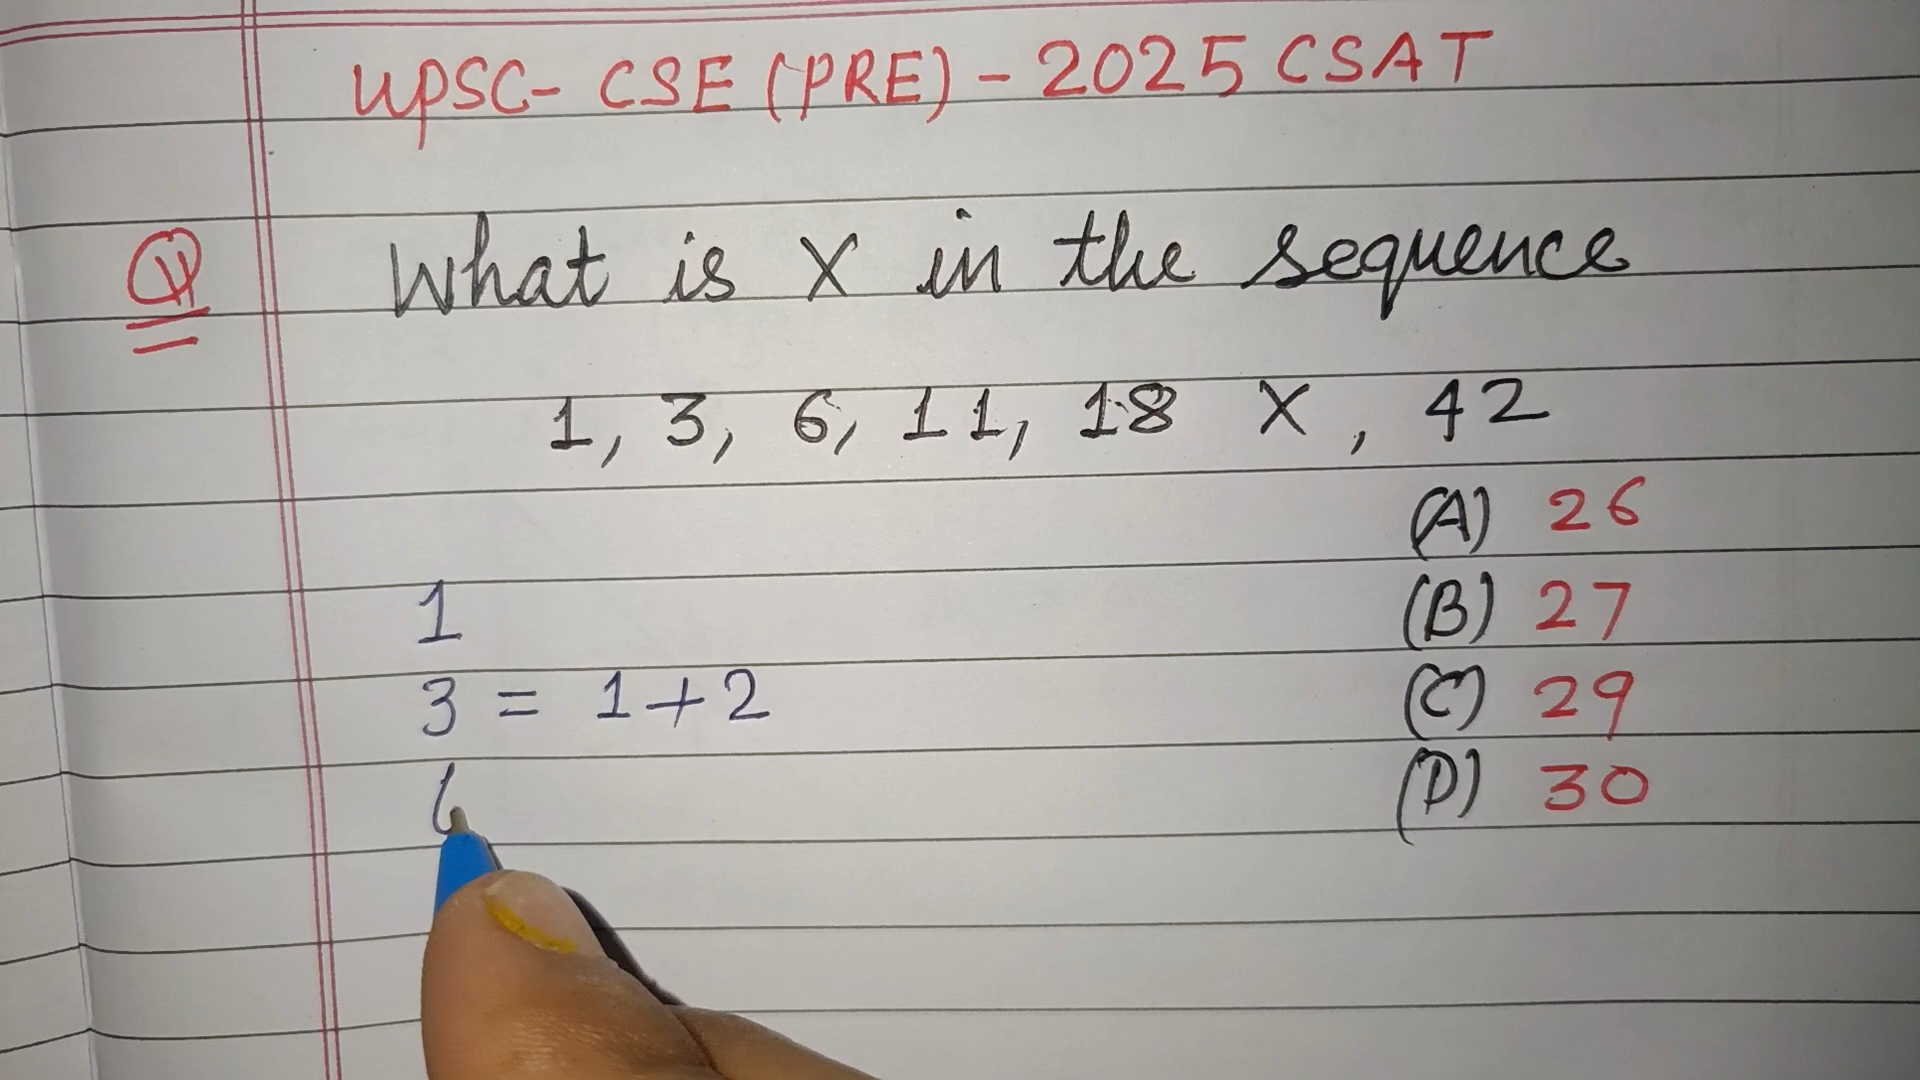 UPSC- CSE (PRE) - 2025 CSAT
Q What is X in the sequence
1, 3, 6, 11, 18 X, 42
(A) 26
(B) 27
(C) 29
(D) 30
1
3 = 1+2